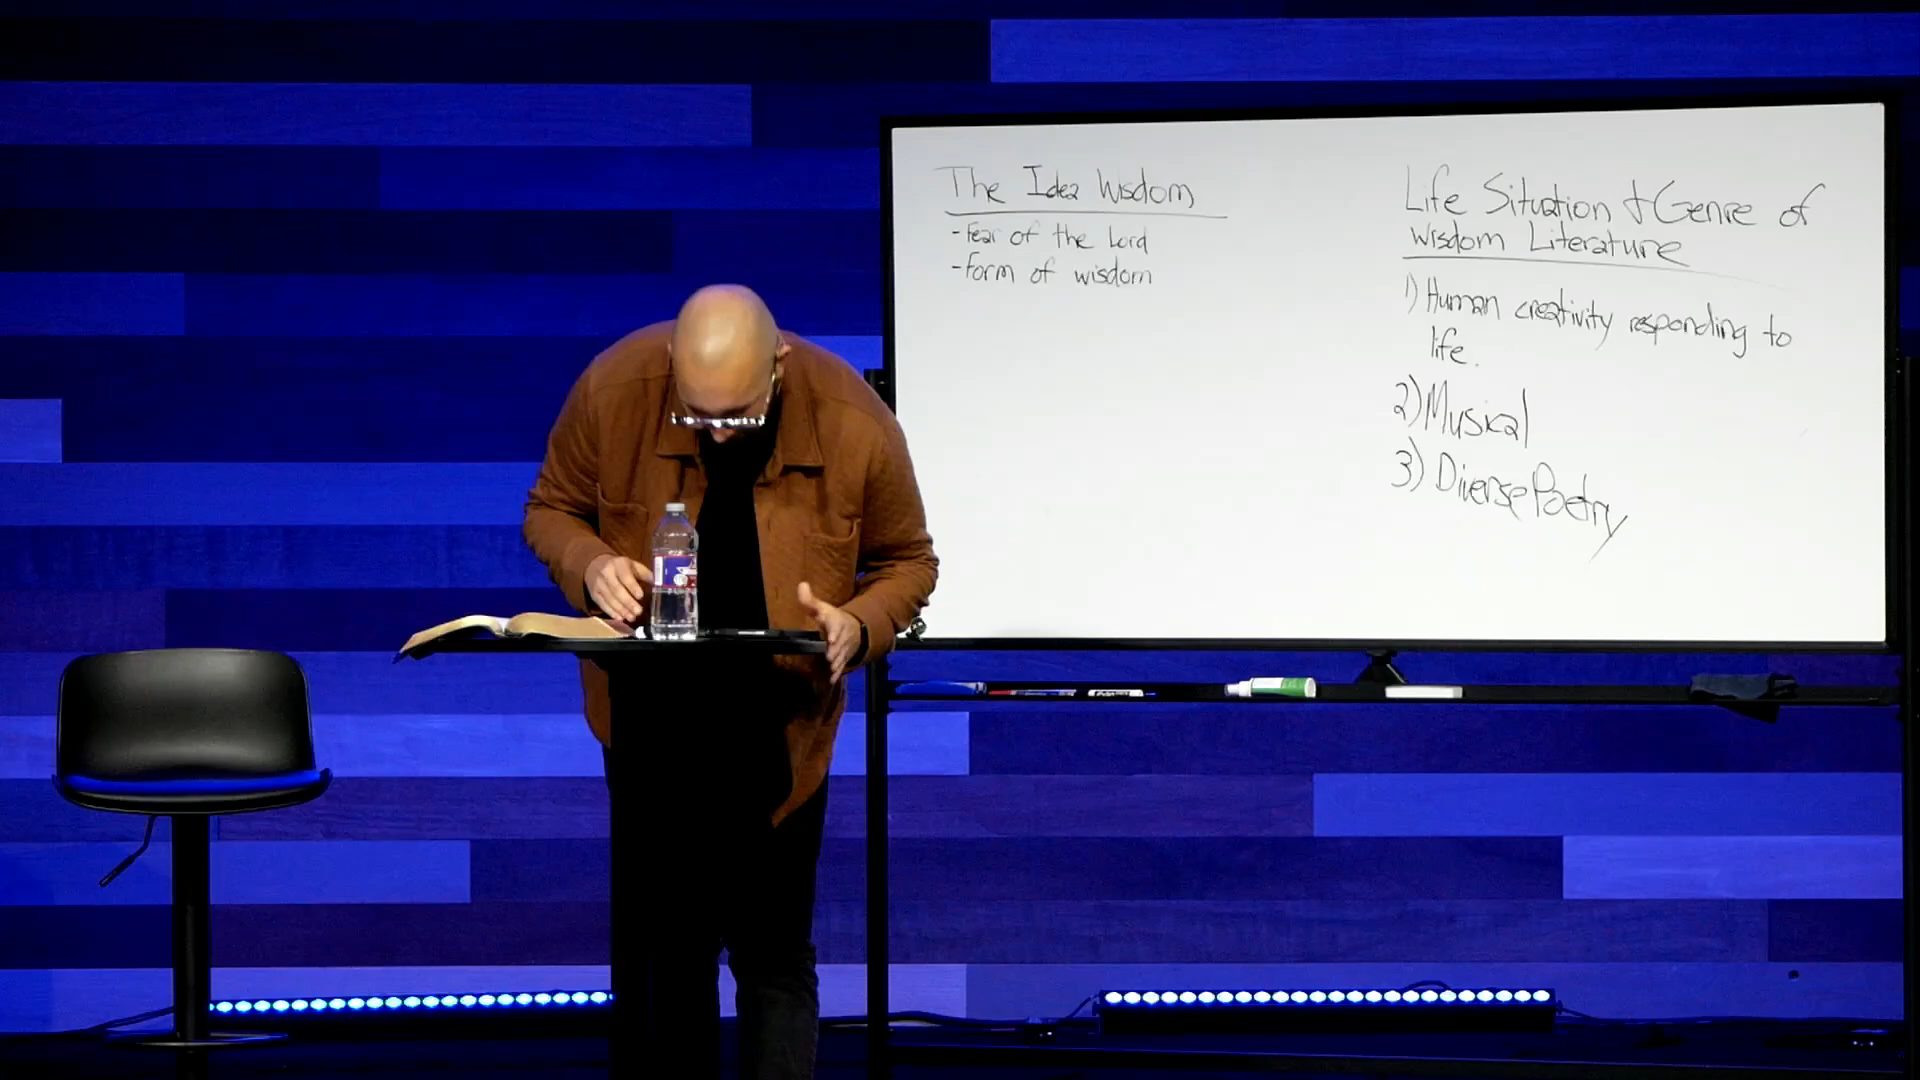 The Idea Wisdom
-fear of the Lord
-form of wisdom
Life Situation & Genre of
Wisdom Literature
1) Human creativity responding to
life.
2) Musical
3) Diverse Poetry